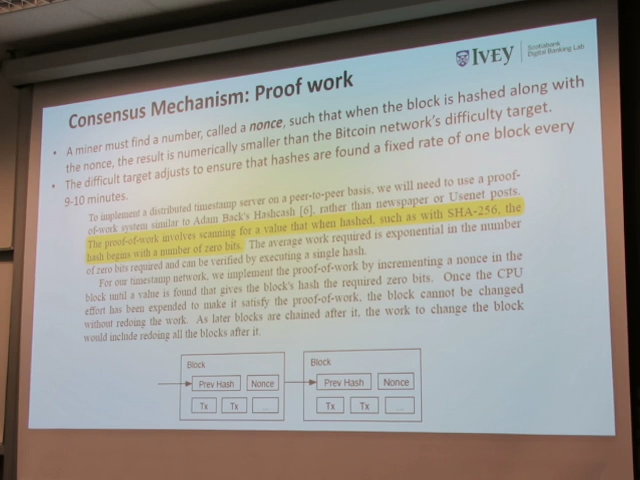 IVEY
Scotiabank
Digital Banking Lab
Consensus Mechanism: Proof work
• A miner must find a number, called a nonce, such that when the block is hashed along with
the nonce, the result is numerically smaller than the Bitcoin network's difficulty target.
• The difficult target adjusts to ensure that hashes are found a fixed rate of one block every
9-10 minutes.
To implement a distributed timestamp server on a peer-to-peer basis, we will need to use a proof-
of-work system similar to Adam Back's Hashcash [6], rather than newspaper or Usenet posts.
The proof-of-work involves scanning for a value that when hashed, such as with SHA-256, the
hash begins with a number of zero bits. The average work required is exponential in the number
of zero bits required and can be verified by executing a single hash.
For our timestamp network, we implement the proof-of-work by incrementing a nonce in the
block until a value is found that gives the block's hash the required zero bits. Once the CPU
effort has been expended to make it satisfy the proof-of-work, the block cannot be changed
without redoing the work. As later blocks are chained after it, the work to change the block
would include redoing all the blocks after it.
Block
Prev Hash Nonce
Tx Tx ...
Block
Prev Hash Nonce
Tx Tx ...